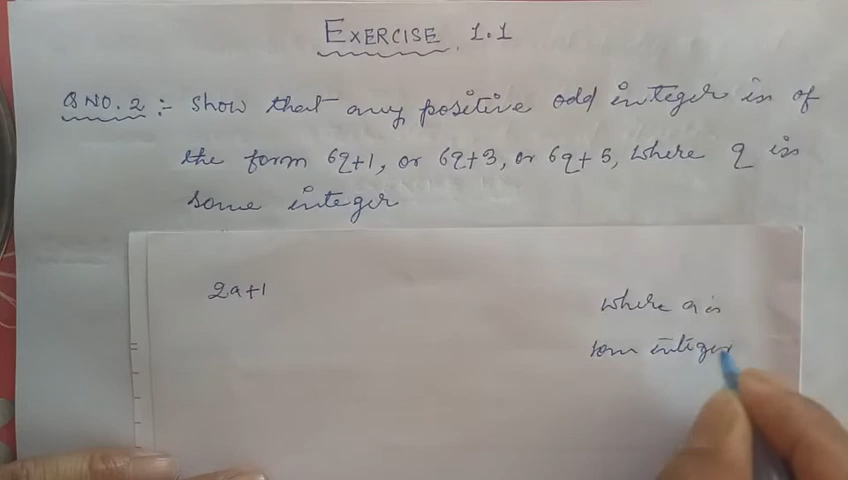 EXERCISE 1.1
Q NO. 2 :- Show that any positive odd integer is of
the form 6q+1, or 6q+3, or 6q+5, where q is
some integer
2a+1
where a is
som integer